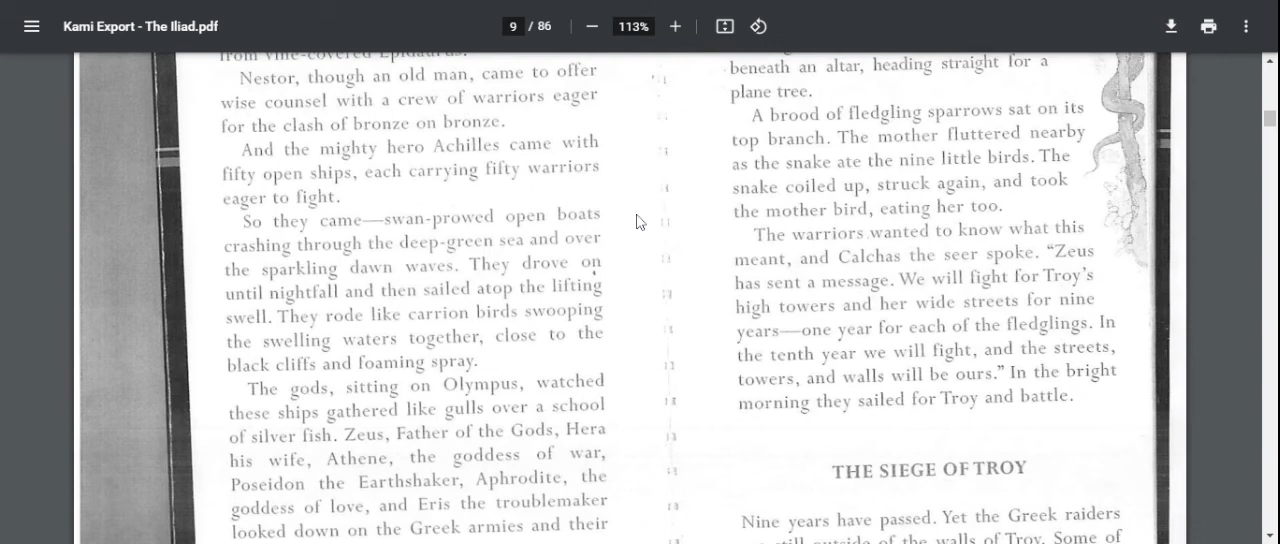 Kami Export - The Iliad.pdf
9 / 86
113%
from vine-covered Epidaurus.
Nestor, though an old man, came to offer
wise counsel with a crew of warriors eager
for the clash of bronze on bronze.
And the mighty hero Achilles came with
fifty open ships, each carrying fifty warriors
eager to fight.
So they came—swan-prowed open boats
crashing through the deep-green sea and over
the sparkling dawn waves. They drove on
until nightfall and then sailed atop the lifting
swell. They rode like carrion birds swooping
the swelling waters together, close to the
black cliffs and foaming spray.
The gods, sitting on Olympus, watched
these ships gathered like gulls over a school
of silver fish. Zeus, Father of the Gods, Hera
his wife, Athene, the goddess of war,
Poseidon the Earthshaker, Aphrodite, the
goddess of love, and Eris the troublemaker
looked down on the Greek armies and their
beneath an altar, heading straight for a
plane tree.
A brood of fledgling sparrows sat on its
top branch. The mother fluttered nearby
as the snake ate the nine little birds. The
snake coiled up, struck again, and took
the mother bird, eating her too.
The warriors wanted to know what this
meant, and Calchas the seer spoke. “Zeus
has sent a message. We will fight for Troy’s
high towers and her wide streets for nine
years—one year for each of the fledglings. In
the tenth year we will fight, and the streets,
towers, and walls will be ours.” In the bright
morning they sailed for Troy and battle.
THE SIEGE OF TROY
Nine years have passed. Yet the Greek raiders
still outside of the walls of Troy. Some of